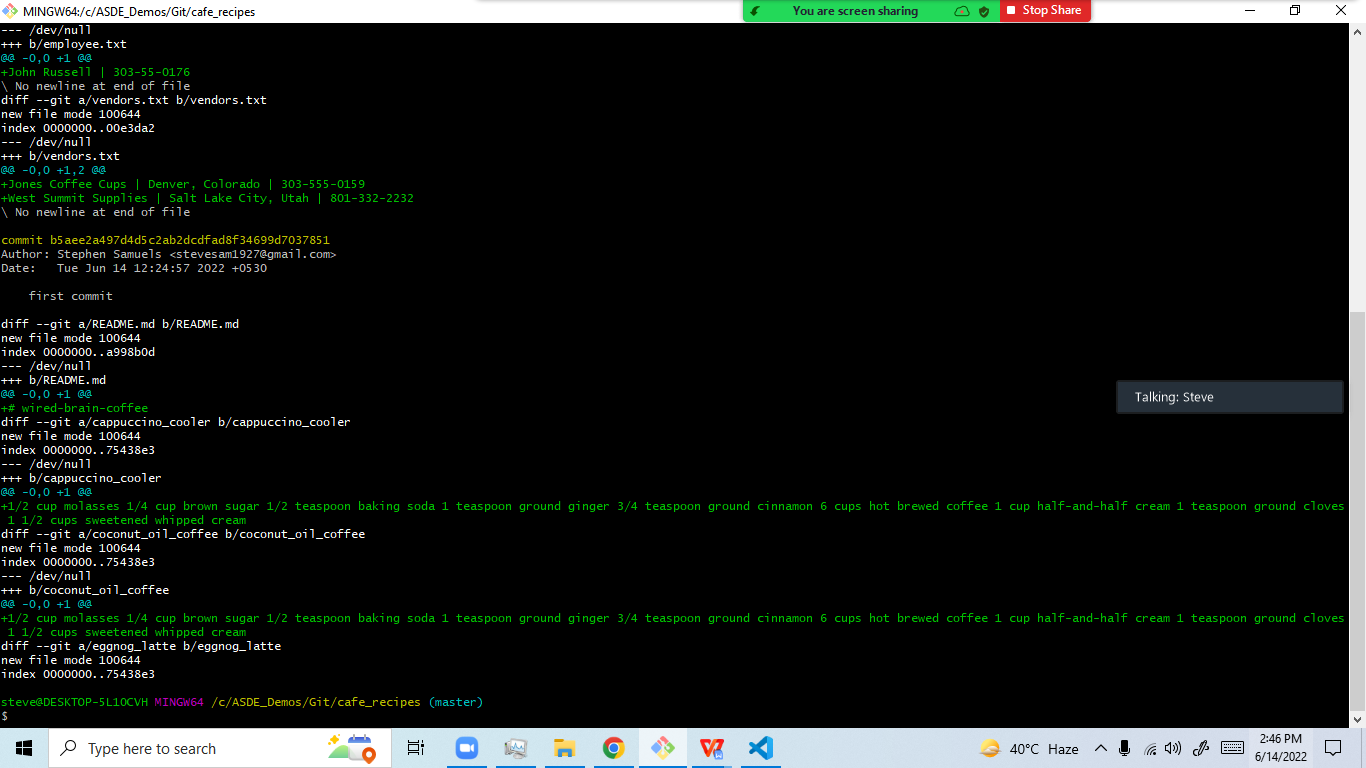 MINGW64:/c/ASDE_Demos/Git/cafe_recipes
You are screen sharing
Stop Share
--- /dev/null
+++ b/employee.txt
@@ -0,0 +1 @@
+John Russell | 303-55-0176
\ No newline at end of file
diff --git a/vendors.txt b/vendors.txt
new file mode 100644
index 0000000..00e3da2
--- /dev/null
+++ b/vendors.txt
@@ -0,0 +1,2 @@
+Jones Coffee Cups | Denver, Colorado | 303-555-0159
+West Summit Supplies | Salt Lake City, Utah | 801-332-2232
\ No newline at end of file
commit b5aee2a497d4d5c2ab2dcdfad8f34699d7037851
Author: Stephen Samuels <stevesam1927@gmail.com>
Date:   Tue Jun 14 12:24:57 2022 +0530
first commit
diff --git a/README.md b/README.md
new file mode 100644
index 0000000..a998b0d
--- /dev/null
+++ b/README.md
@@ -0,0 +1 @@
+# wired-brain-coffee
diff --git a/cappuccino_cooler b/cappuccino_cooler
new file mode 100644
index 0000000..75438e3
--- /dev/null
+++ b/cappuccino_cooler
@@ -0,0 +1 @@
+1/2 cup molasses 1/4 cup brown sugar 1/2 teaspoon baking soda 1 teaspoon ground ginger 3/4 teaspoon ground cinnamon 6 cups hot brewed coffee 1 cup half-and-half cream 1 teaspoon ground cloves
1 1/2 cups sweetened whipped cream
diff --git a/coconut_oil_coffee b/coconut_oil_coffee
new file mode 100644
index 0000000..75438e3
--- /dev/null
+++ b/coconut_oil_coffee
@@ -0,0 +1 @@
+1/2 cup molasses 1/4 cup brown sugar 1/2 teaspoon baking soda 1 teaspoon ground ginger 3/4 teaspoon ground cinnamon 6 cups hot brewed coffee 1 cup half-and-half cream 1 teaspoon ground cloves
1 1/2 cups sweetened whipped cream
diff --git a/eggnog_latte b/eggnog_latte
new file mode 100644
index 0000000..75438e3
steve@DESKTOP-5L1OCVH MINGW64 /c/ASDE_Demos/Git/cafe_recipes (master)
$
Talking: Steve
Type here to search
40°C Haze
2:46 PM
6/14/2022